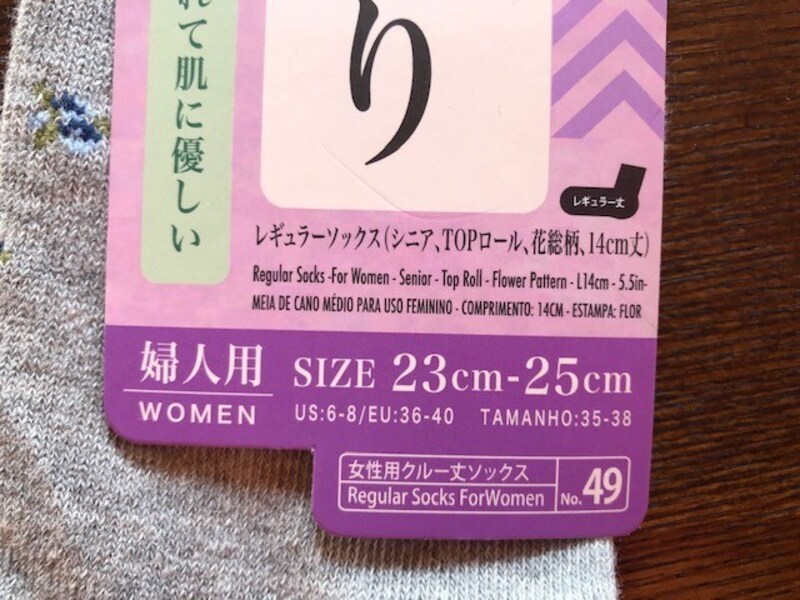 れて肌に優しい
り
レギュラー丈
レギュラーソックス(シニア、TOPロール、花総柄、14cm丈)
Regular Socks -For Women - Senior - Top Roll - Flower Pattern - L14cm - 5.5in-
MEIA DE CANO MÉDIO PARA USO FEMININO - COMPRIMENTO: 14CM - ESTAMPA: FLOR
婦人用 SIZE 23cm-25cm
WOMEN US:6-8/EU:36-40 TAMANHO:35-38
女性用クルー丈ソックス
Regular Socks ForWomen No.49